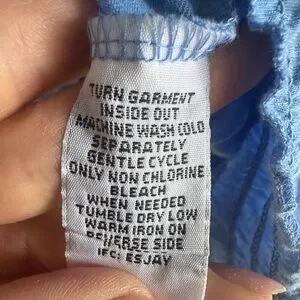 TURN GARMENT
INSIDE OUT
MACHINE WASH COLD
SEPARATELY
GENTLE CYCLE
ONLY NON CHLORINE
BLEACH
WHEN NEEDED
TUMBLE DRY LOW
WARM IRON ON
REVERSE SIDE
IFC: ESJAY